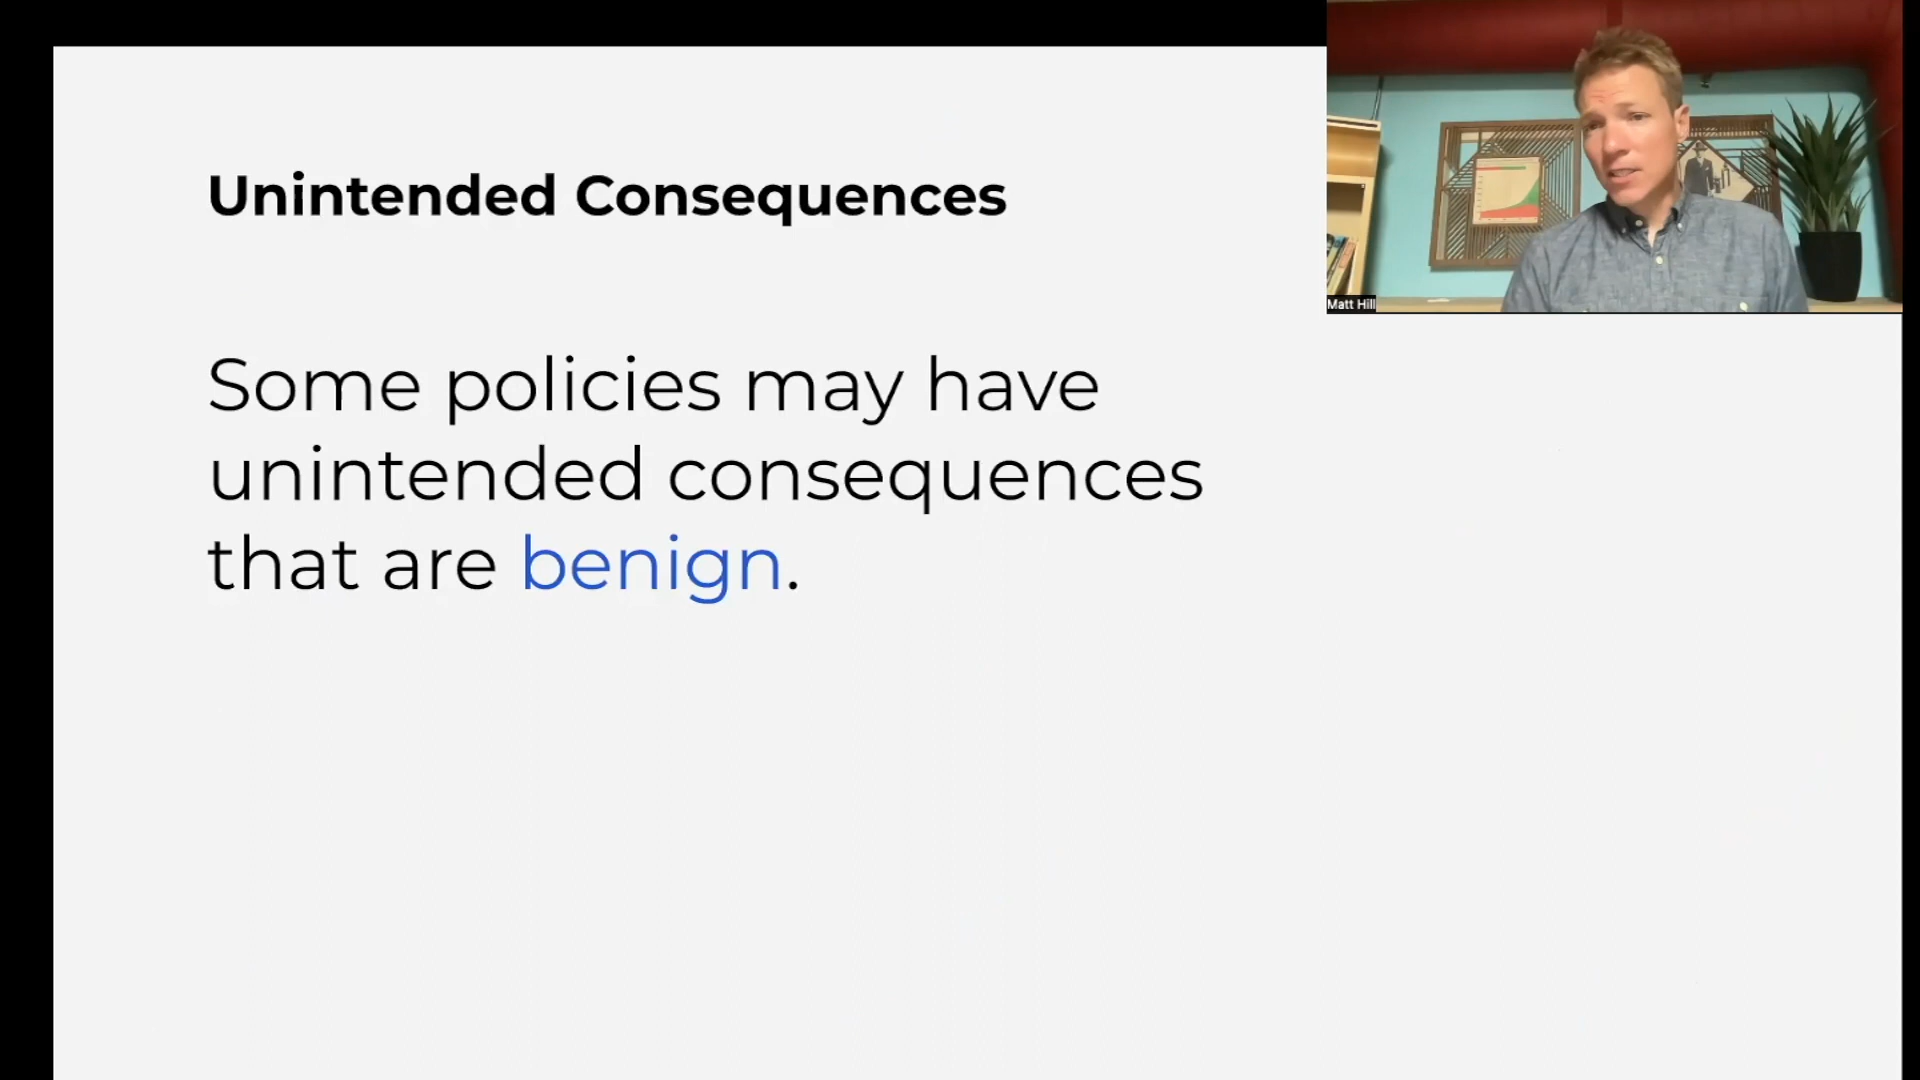 Unintended Consequences
Some policies may have
unintended consequences
that are benign.
Matt Hill